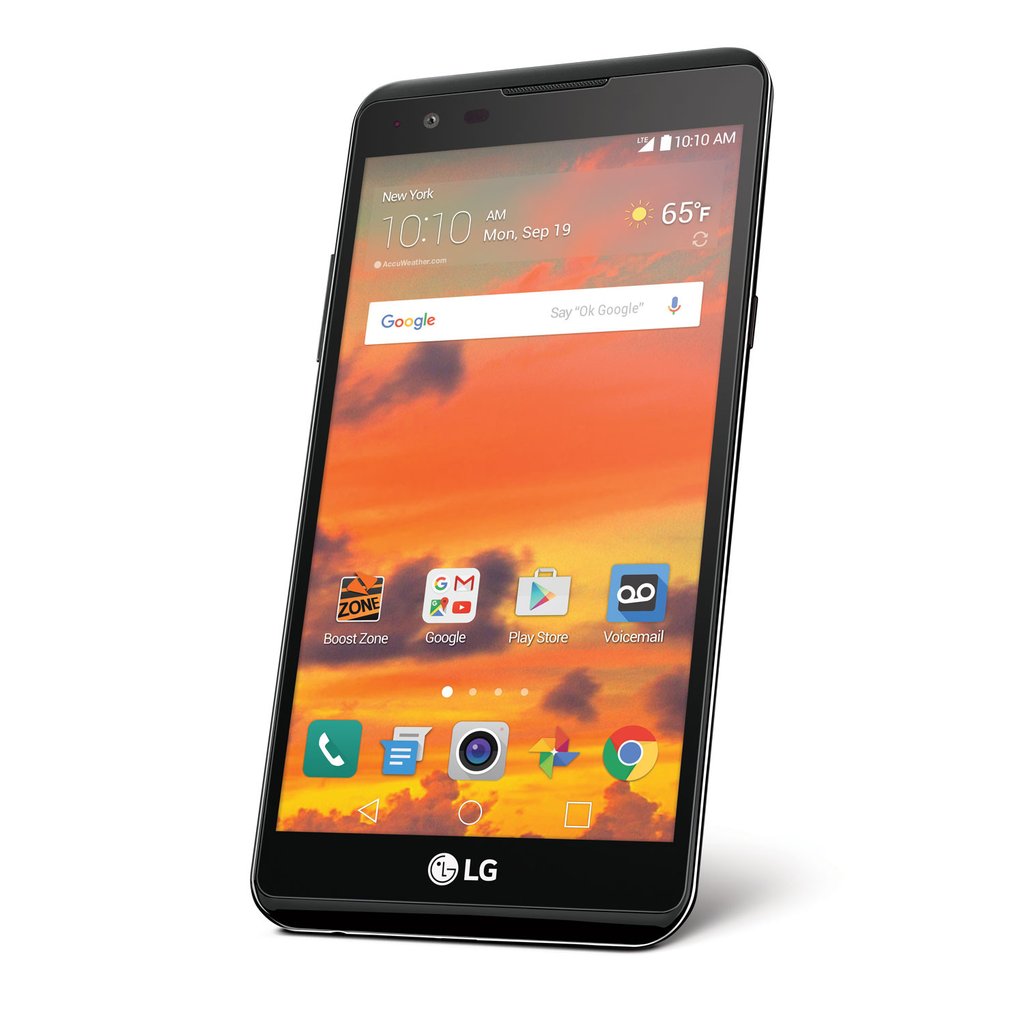 LTE 10:10 AM
New York
10:10 AM
Mon, Sep 19
65°F
AccuWeather.com
Google Say "Ok Google"
ZONE
G M
Boost Zone Google Play Store Voicemail
LG